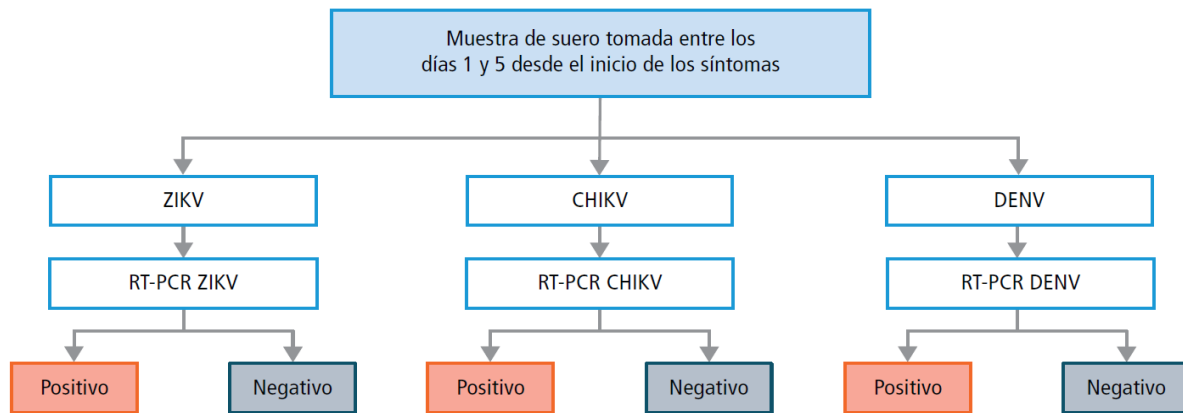 Muestra de suero tomada entre los
días 1 y 5 desde el inicio de los síntomas
ZIKV
CHIKV
DENV
RT-PCR ZIKV
RT-PCR CHIKV
RT-PCR DENV
Positivo
Negativo
Positivo
Negativo
Positivo
Negativo